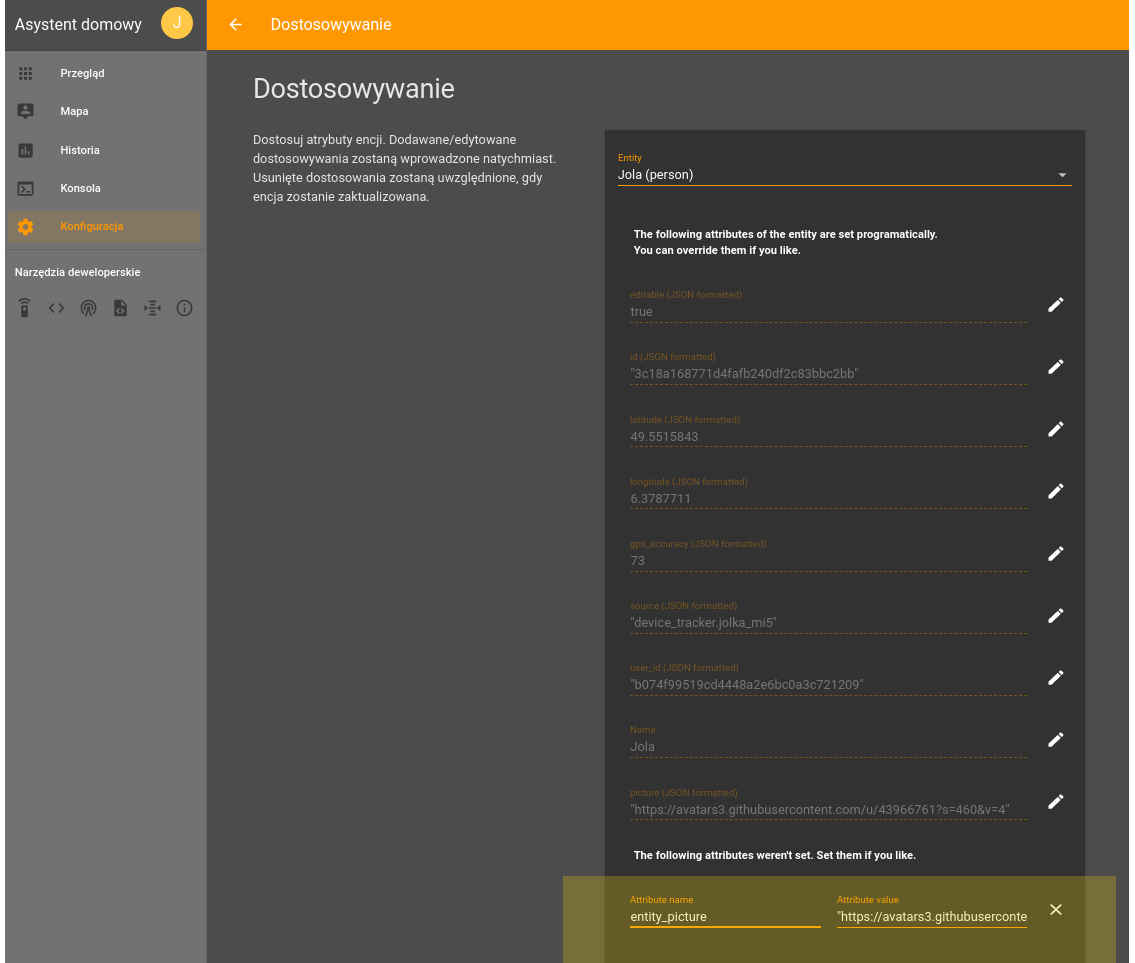 Asystent domowy
J
Dostosowywanie
Przegląd
Mapa
Historia
Konsola
Konfiguracja
Narzędzia deweloperskie
Dostosowywanie
Dostosuj atrybuty encji. Dodawane/edytowane
dostosowywania zostaną wprowadzone natychmiast.
Usunięte dostosowania zostaną uwzględnione, gdy
encja zostanie zaktualizowana.
Entity
Jola (person)
The following attributes of the entity are set programatically.
You can override them if you like.
editable (JSON formatted)
true
id (JSON formatted)
"3c18a168771d4fafb240df2c83bbc2bb"
latitude (JSON formatted)
49.5515843
longitude (JSON formatted)
6.3787711
gps_accuracy (JSON formatted)
73
source (JSON formatted)
"device_tracker.jolka_mi5"
user_id (JSON formatted)
"b074f99519cd4448a2e6bc0a3c721209"
Name
Jola
picture (JSON formatted)
"https://avatars3.githubusercontent.com/u/43966761?s=460&v=4"
The following attributes weren't set. Set them if you like.
Attribute name
entity_picture
Attribute value
"https://avatars3.githubuserconte